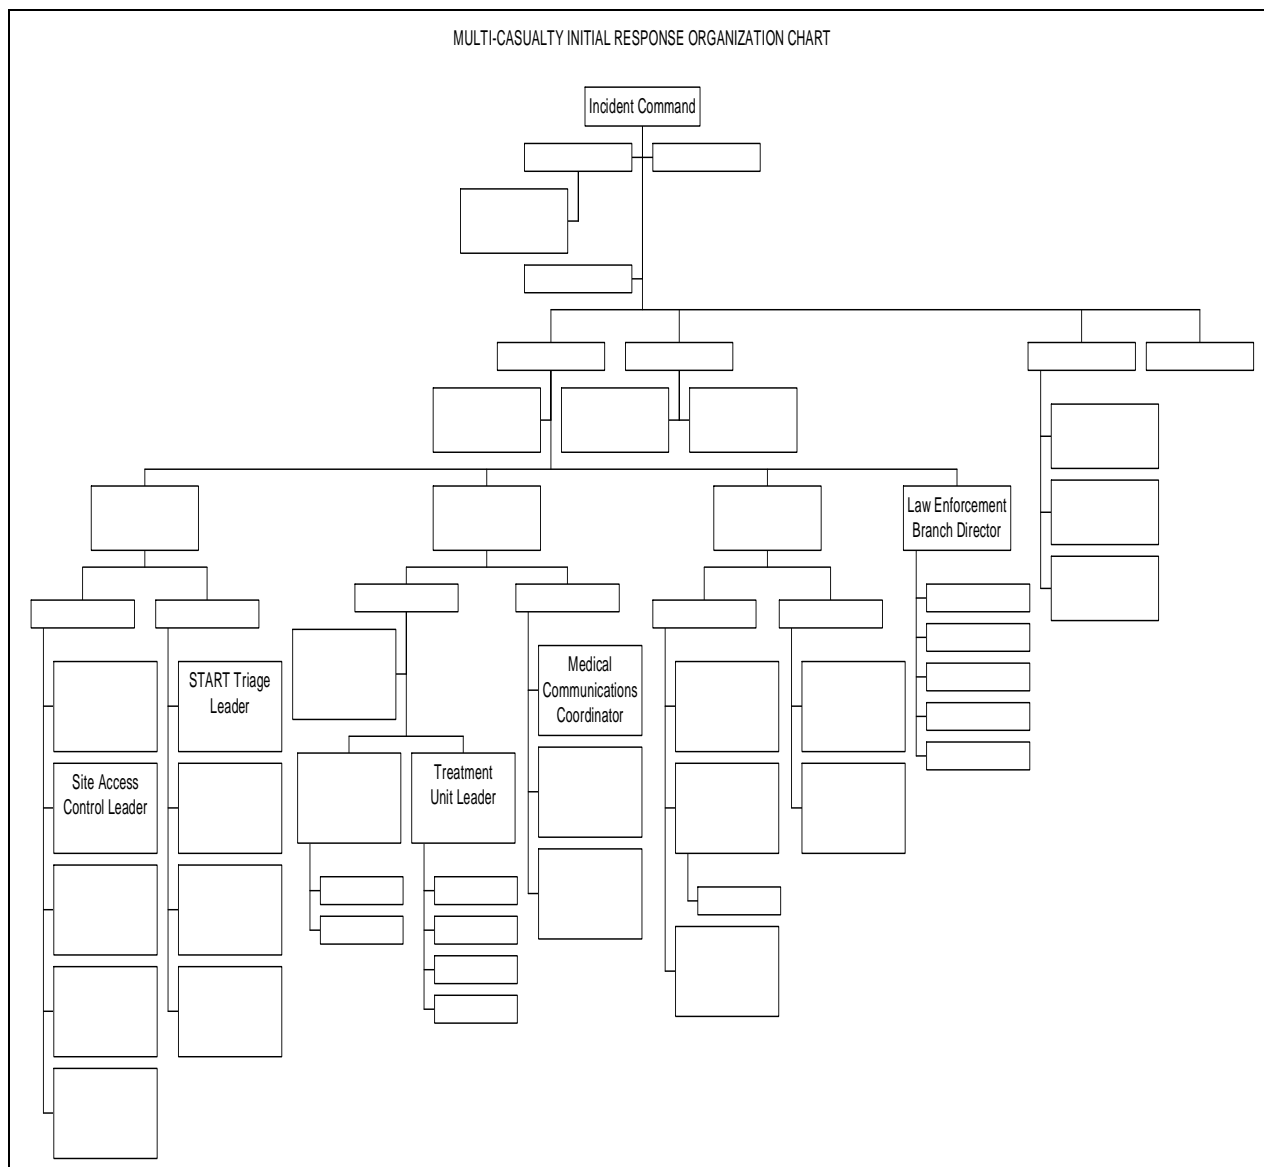 MULTI-CASUALTY INITIAL RESPONSE ORGANIZATION CHART
Incident Command
Law Enforcement
Branch Director
START Triage
Leader
Medical
Communications
Coordinator
Site Access
Control Leader
Treatment
Unit Leader